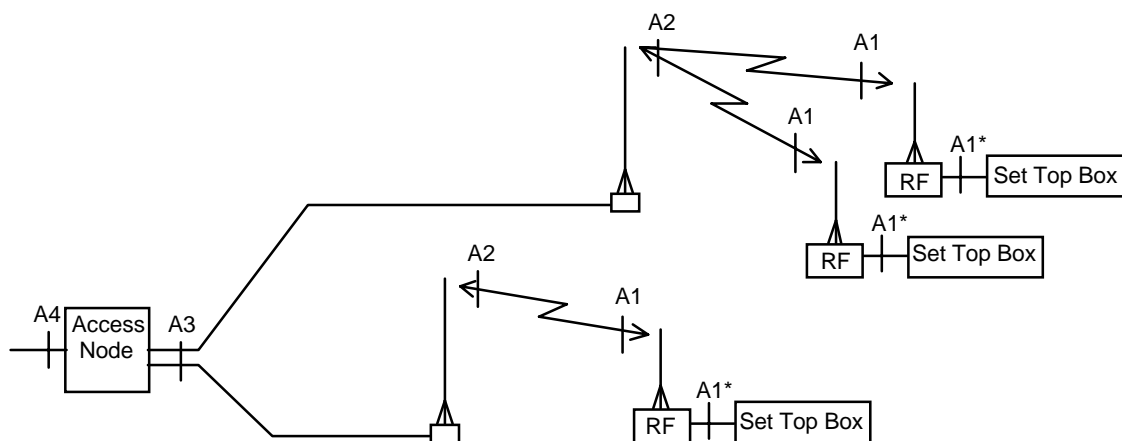 A2
A1
A1
A1*
RF
Set Top Box
A1*
RF
Set Top Box
A2
A1
A4
Access
Node
A3
A1*
RF
Set Top Box